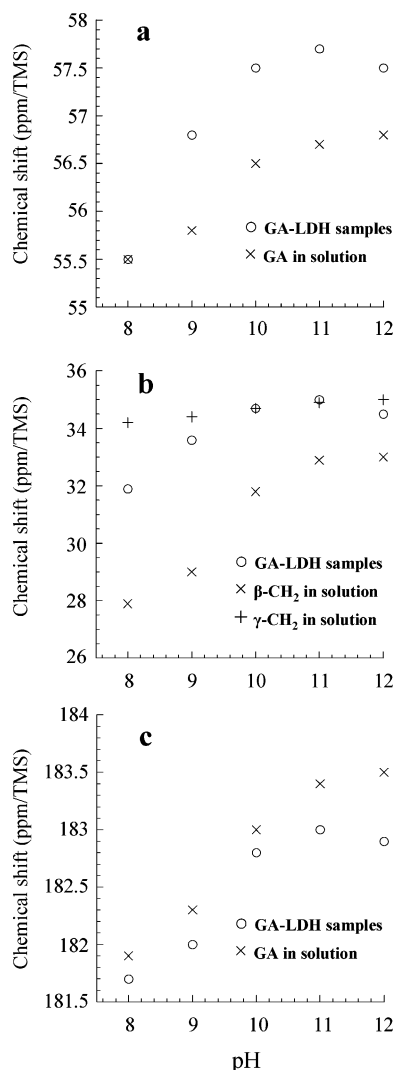 a
Chemical shift (ppm/TMS)
58
57.5
57
56.5
56
55.5
55
GA-LDH samples
GA in solution
8 9 10 11 12
b
Chemical shift (ppm/TMS)
36
34
32
30
28
26
GA-LDH samples
β-CH₂ in solution
γ-CH₂ in solution
8 9 10 11 12
c
Chemical shift (ppm/TMS)
184
183.5
183
182.5
182
181.5
GA-LDH samples
GA in solution
8 9 10 11 12
pH